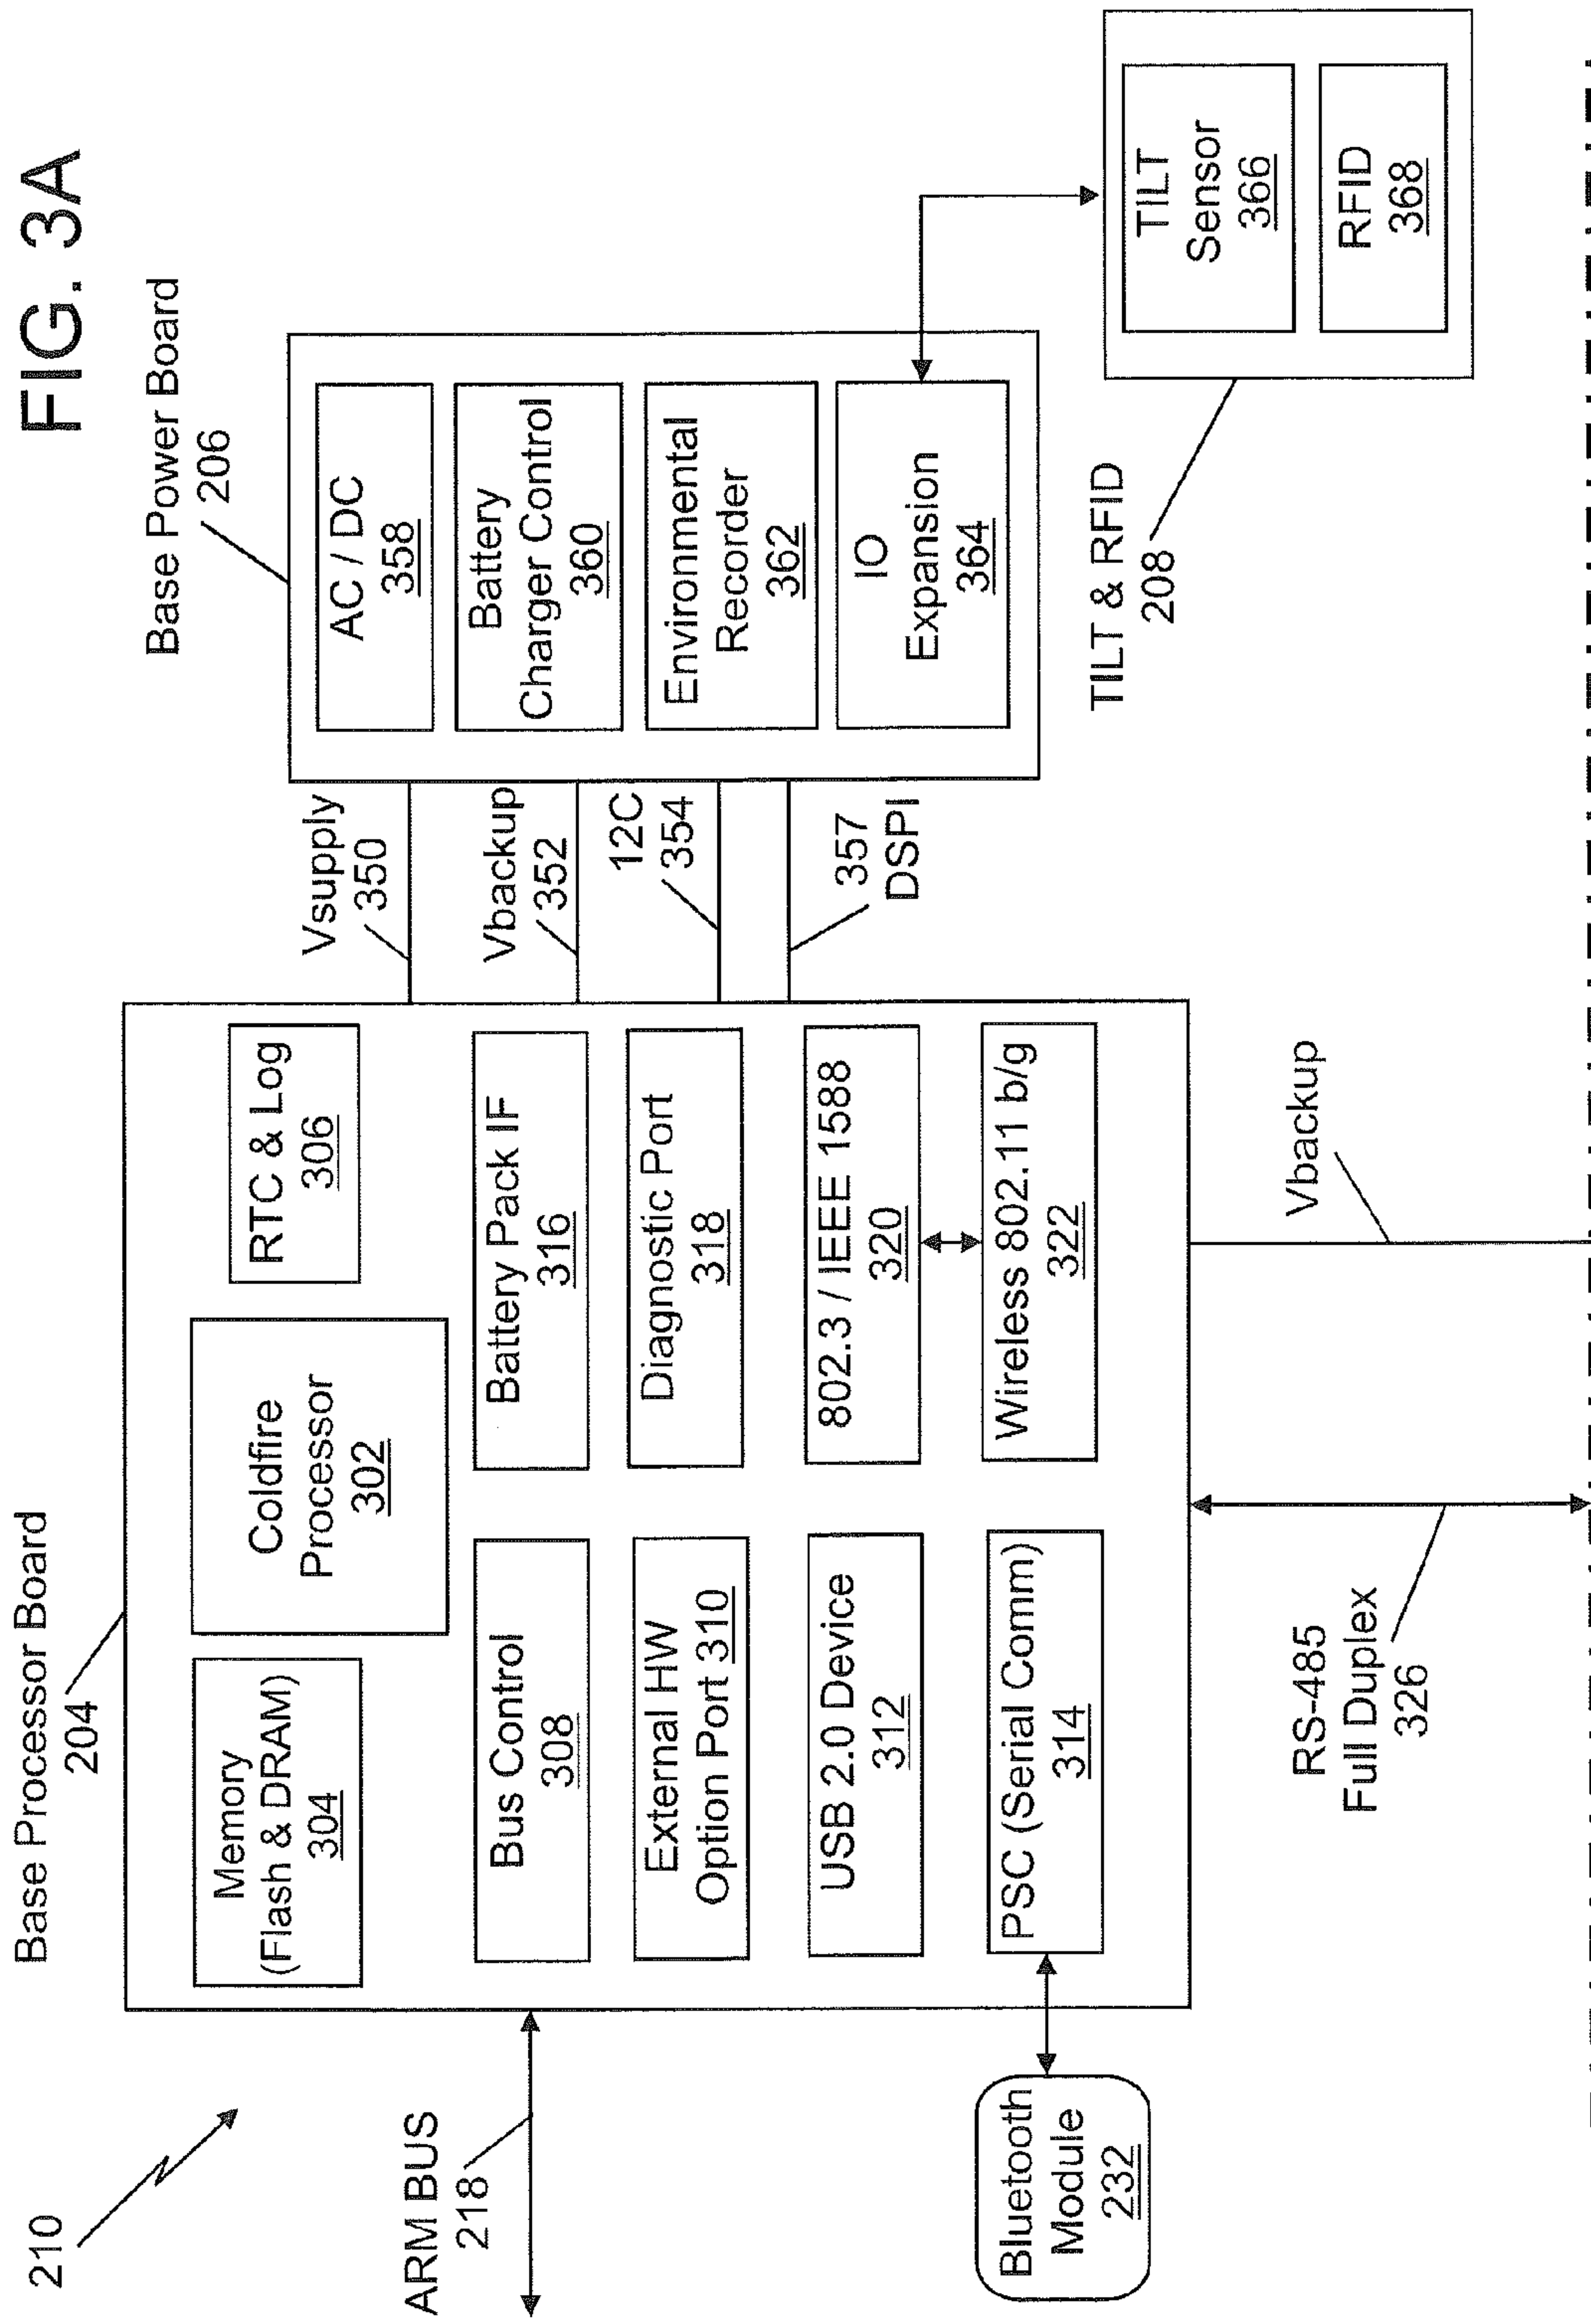 FIG. 3A
210
Base Processor Board
204
Memory
(Flash & DRAM)
304
Coldfire
Processor
302
RTC & Log
306
Bus Control
308
Battery Pack IF
316
External HW
Option Port 310
Diagnostic Port
318
USB 2.0 Device
312
802.3 / IEEE 1588
320
PSC (Serial Comm)
314
Wireless 802.11 b/g
322
ARM BUS
218
Bluetooth
Module
232
Vsupply
350
Vbackup
352
12C
354
357
DSPI
Base Power Board
206
AC / DC
358
Battery
Charger Control
360
Environmental
Recorder
362
IO
Expansion
364
TILT & RFID
208
TILT
Sensor
366
RFID
368
RS-485
Full Duplex
326
Vbackup